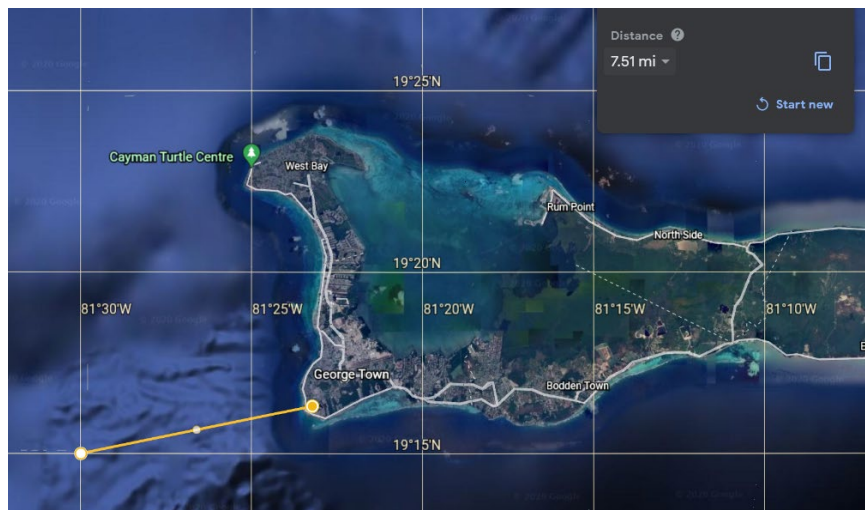 Distance
7.51 mi
Start new
19°25'N
Cayman Turtle Centre
West Bay
Rum Point
North Side
19°20'N
81°30'W
81°25'W
81°20'W
81°15'W
81°10'W
George Town
Bodden Town
19°15'N